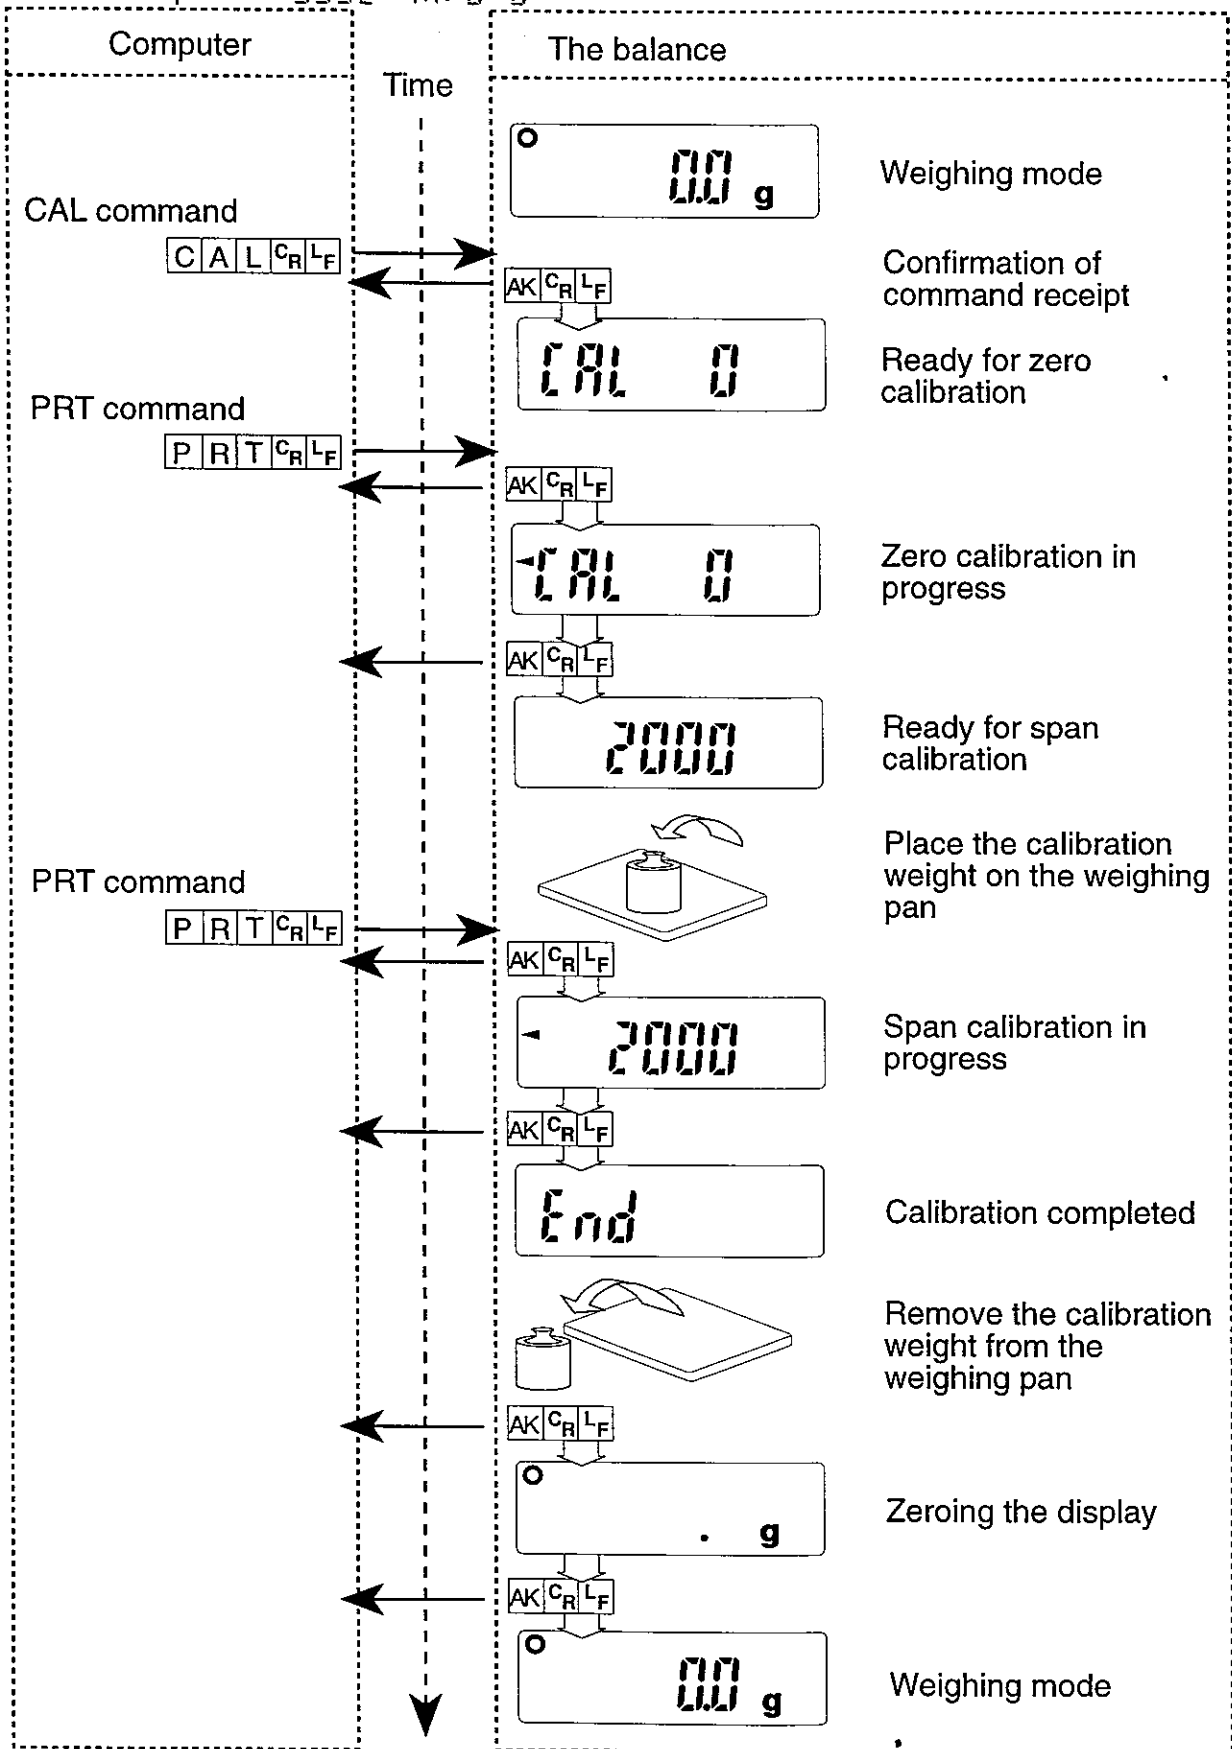 Computer
The balance
Time
0.0 g
Weighing mode
CAL command
C A L CR LF
Confirmation of
command receipt
AK CR LF
CAL 0
Ready for zero
calibration
PRT command
P R T CR LF
AK CR LF
CAL 0
Zero calibration in
progress
AK CR LF
2000
Ready for span
calibration
Place the calibration
weight on the weighing
pan
PRT command
P R T CR LF
AK CR LF
2000
Span calibration in
progress
AK CR LF
End
Calibration completed
Remove the calibration
weight from the
weighing pan
AK CR LF
. g
Zeroing the display
AK CR LF
0.0 g
Weighing mode